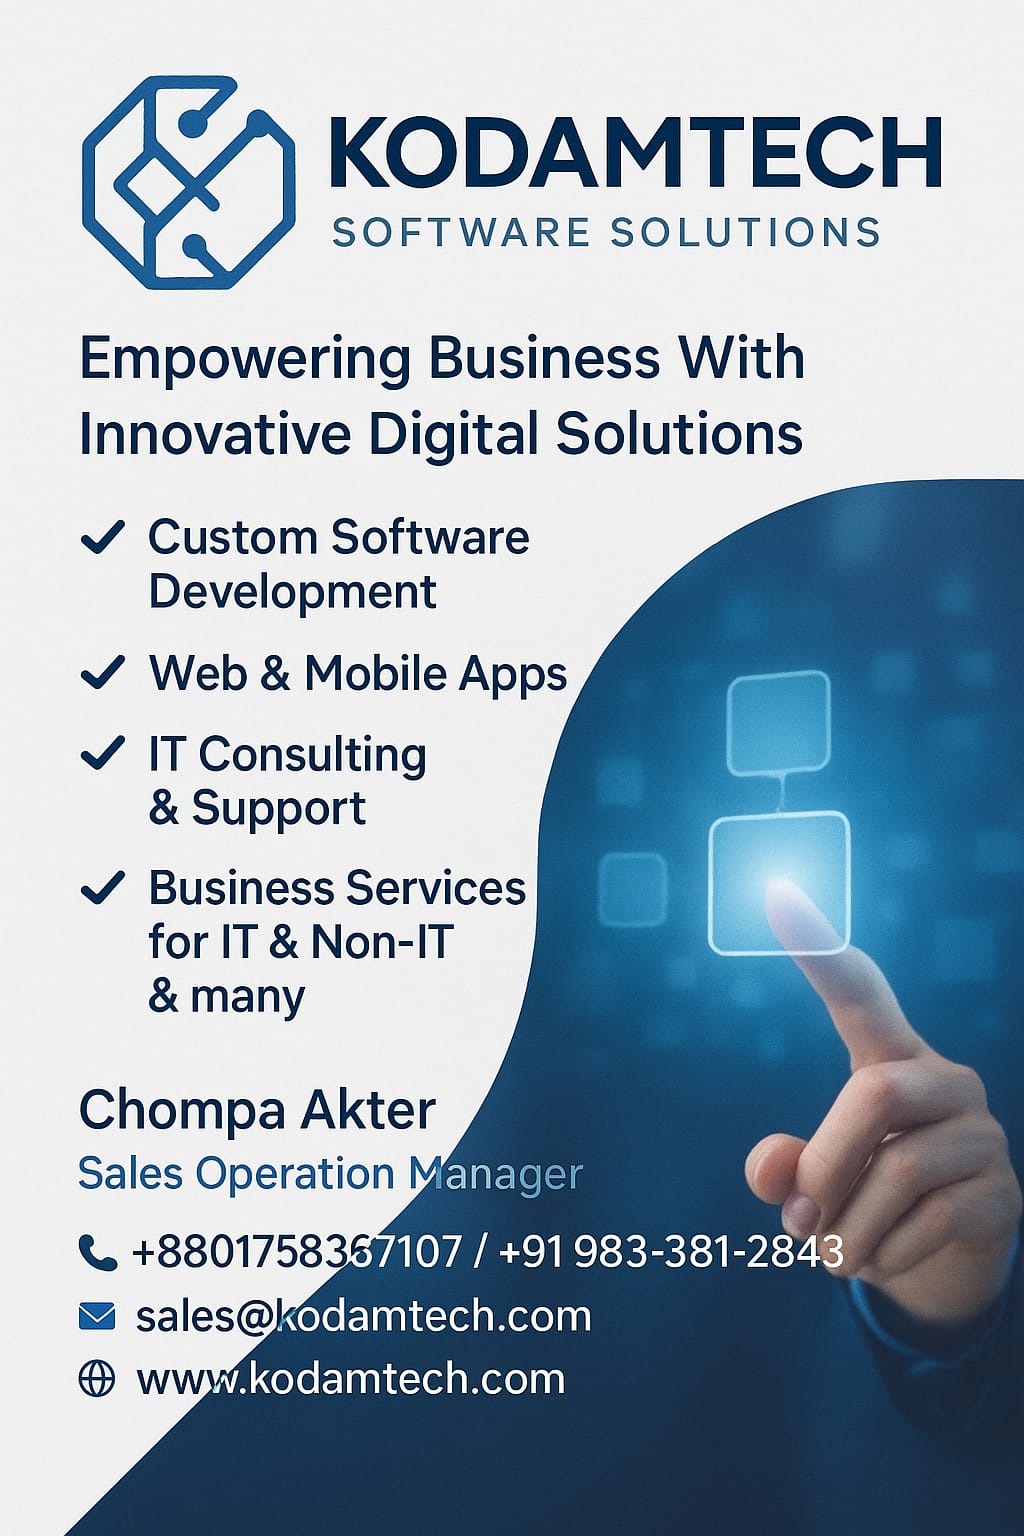 KODAMTECH
SOFTWARE SOLUTIONS
Empowering Business With
Innovative Digital Solutions
Custom Software
Development
Web & Mobile Apps
IT Consulting
& Support
Business Services
for IT & Non-IT
& many
Chompa Akter
Sales Operation Manager
+8801758367107 / +91 983-381-2843
sales@kodamtech.com
www.kodamtech.com